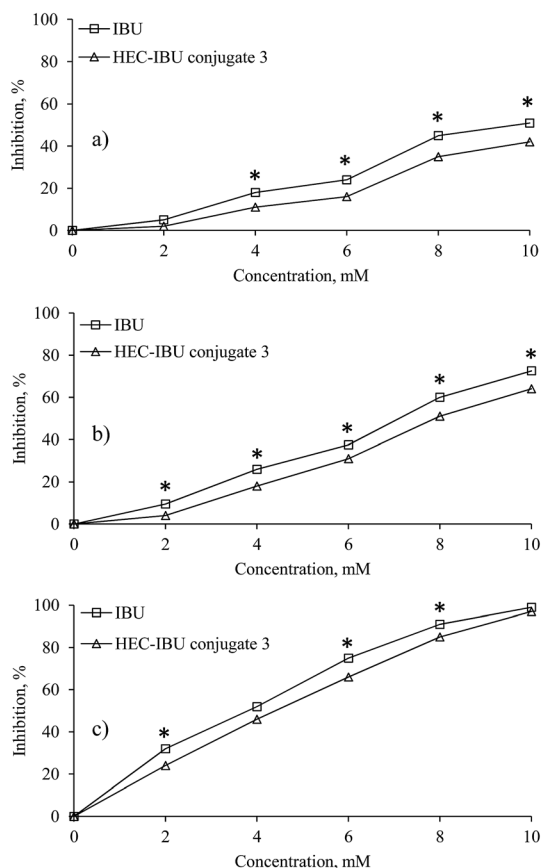 100
IBU
80
HEC-IBU conjugate 3
60
*
*
a)
40
*
*
20
0
0 2 4 6 8 10
Inhibition, %
Concentration, mM
100
IBU
80
HEC-IBU conjugate 3
*
60
*
b)
40
*
*
20
*
0
0 2 4 6 8 10
Inhibition, %
Concentration, mM
100
IBU
*
80
HEC-IBU conjugate 3
*
60
40
c)
*
20
0
0 2 4 6 8 10
Inhibition, %
Concentration, mM